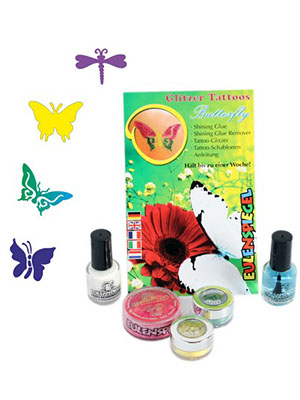 Glitzer-Tattoos
Butterfly
- Shining Glue
- Shining Glue Remover
- Tattoo-Glitzer
- Tattoo-Schablonen
- Anleitung
Hält bis zu einer Woche!
EULENSPIEGEL
EULENSPIEGEL